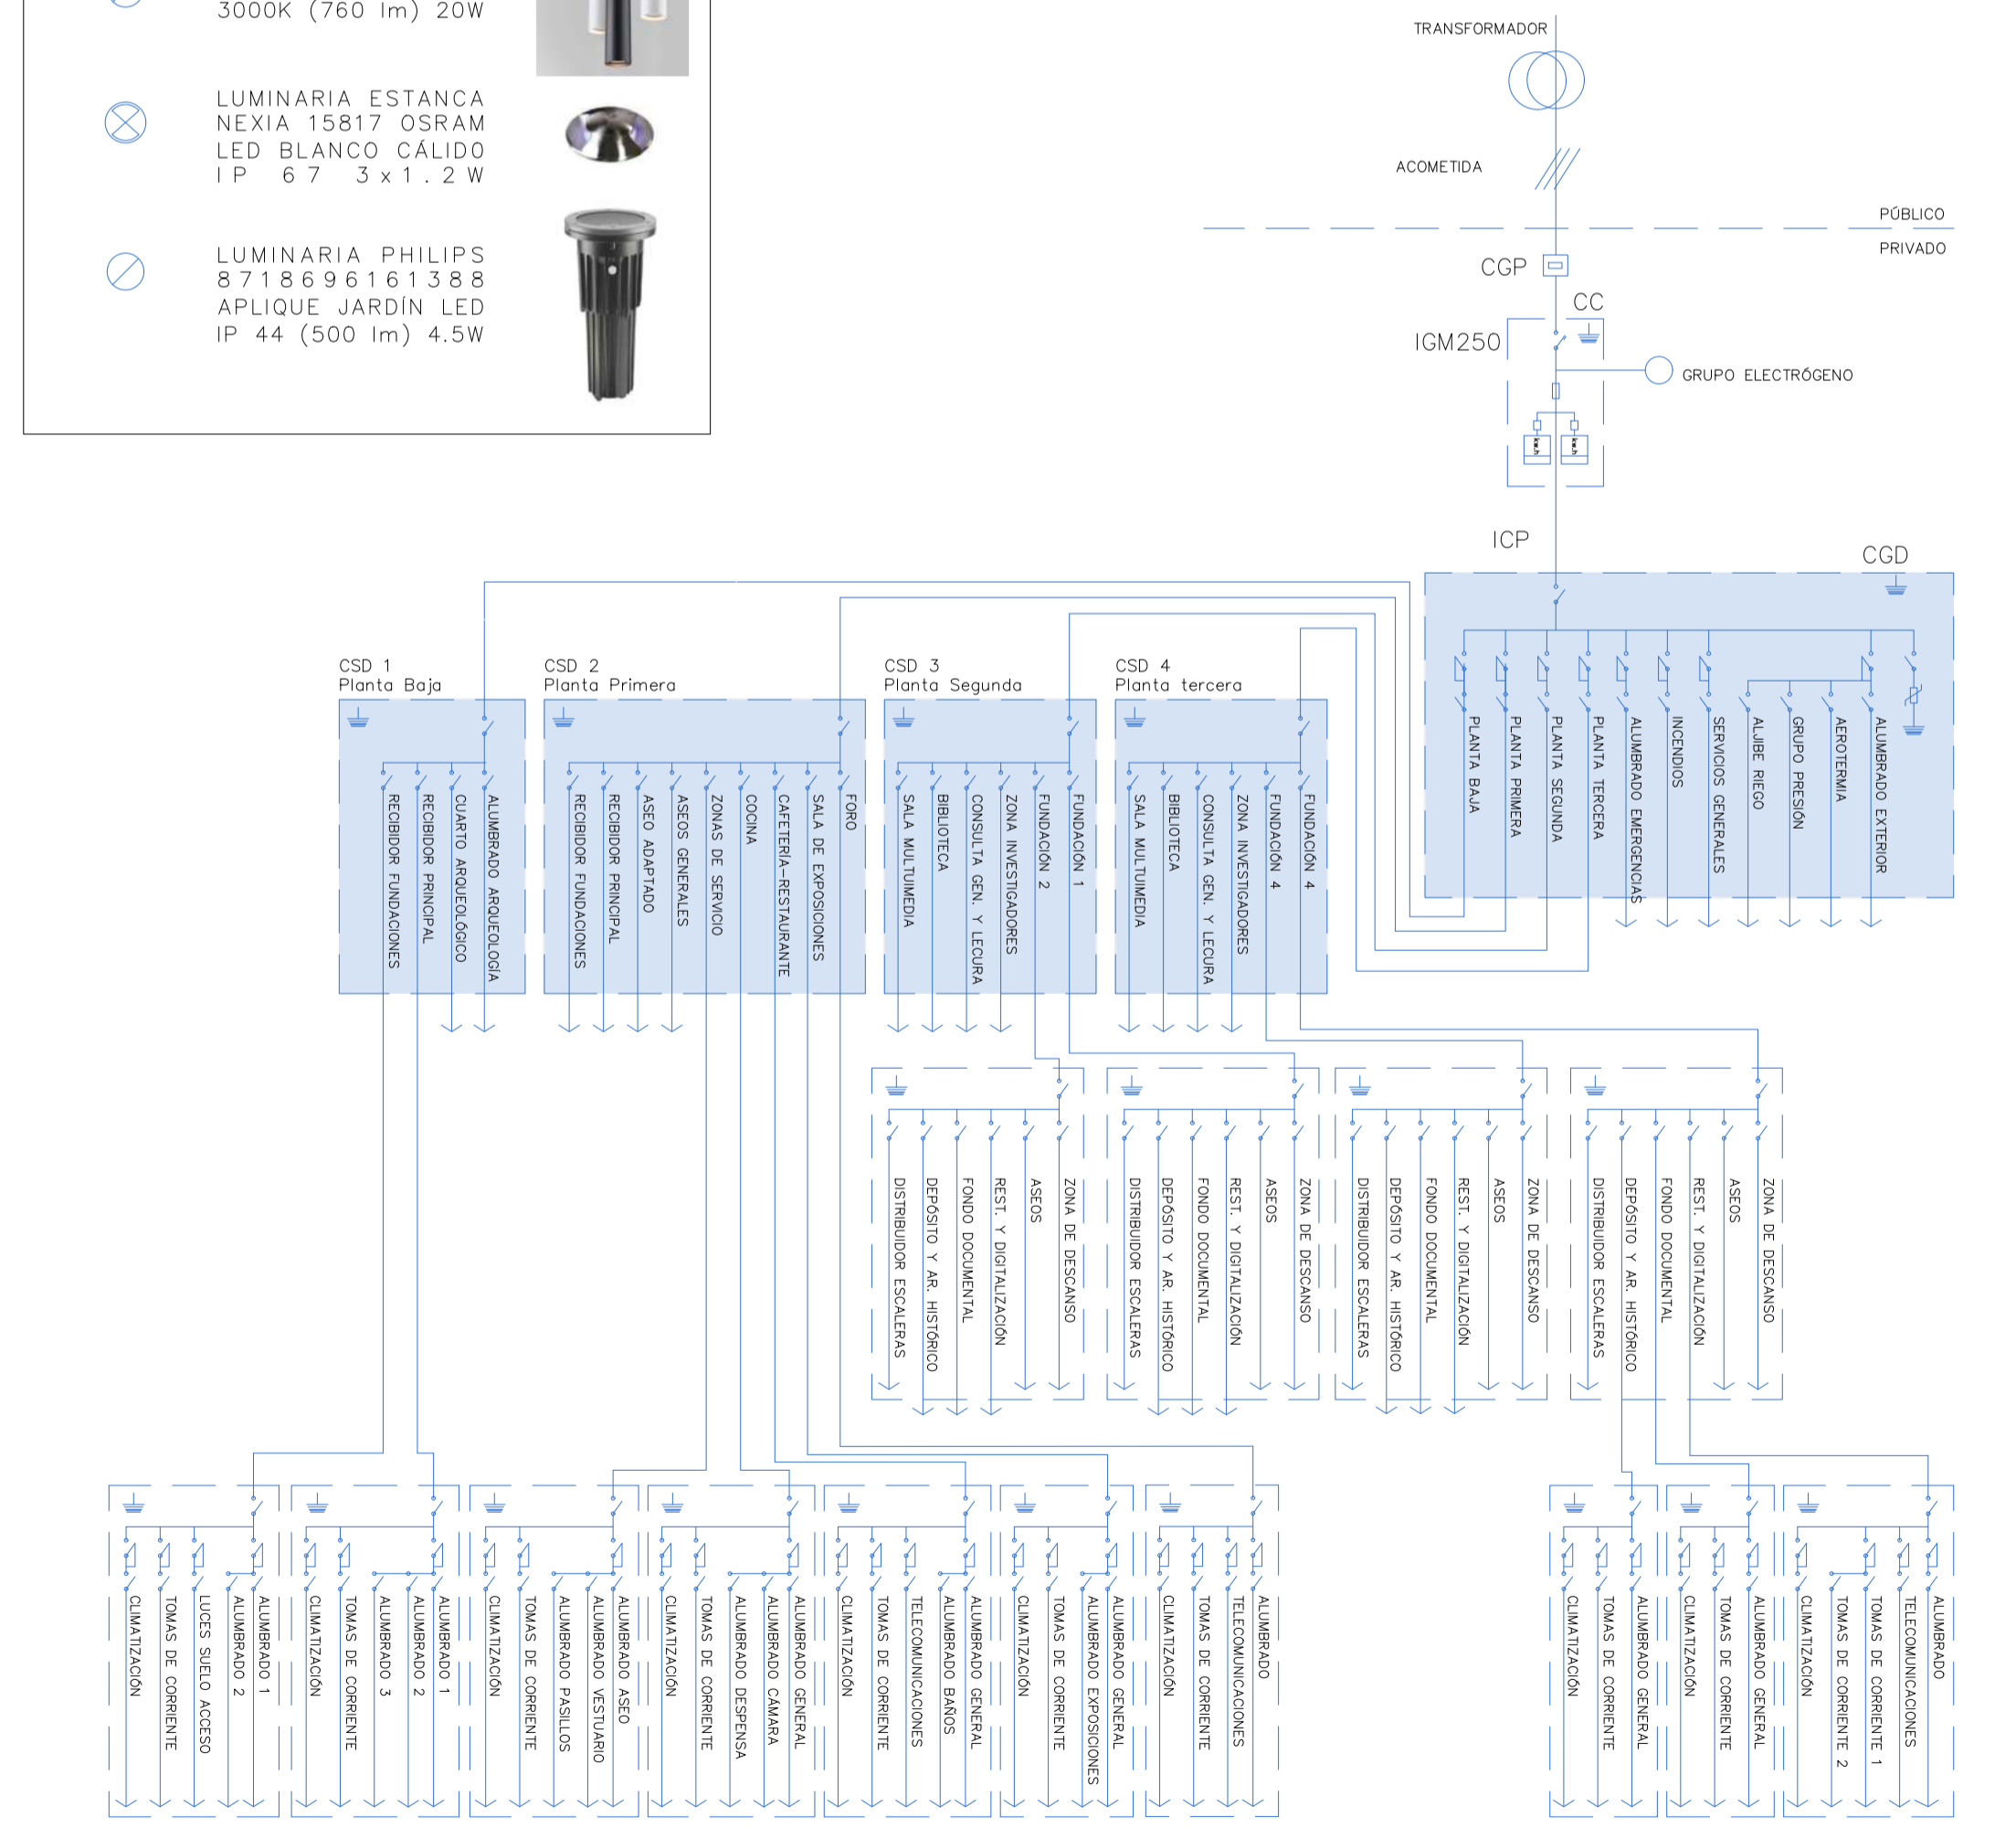 3000K (760 lm) 20W
LUMINARIA ESTANCA
NEXIA 15817 OSRAM
LED BLANCO CÁLIDO
IP 67 3x1.2W
LUMINARIA PHILIPS
8718696161388
APLIQUE JARDÍN LED
IP 44 (500 lm) 4.5W
TRANSFORMADOR
ACOMETIDA
PÚBLICO
PRIVADO
CGP
CC
IGM250
GRUPO ELECTRÓGENO
kw.h
kw.h
ICP
CGD
PLANTA BAJA
PLANTA PRIMERA
PLANTA SEGUNDA
PLANTA TERCERA
ALUMBRADO EMERGENCIAS
INCENDIOS
SERVICIOS GENERALES
ALJIBE RIEGO
GRUPO PRESIÓN
AEROTERMIA
ALUMBRADO EXTERIOR
CSD 1
Planta Baja
RECIBIDOR FUNDACIONES
RECIBIDOR PRINCIPAL
CUARTO ARQUEOLÓGICO
ALUMBRADO ARQUEOLOGÍA
CSD 2
Planta Primera
RECIBIDOR FUNDACIONES
RECIBIDOR PRINCIPAL
ASEO ADAPTADO
ASEOS GENERALES
ZONAS DE SERVICIO
COCINA
CAFETERÍA-RESTAURANTE
SALA DE EXPOSICIONES
FORO
CSD 3
Planta Segunda
SALA MULTUIMEDIA
BIBLIOTECA
CONSULTA GEN. Y LECURA
ZONA INVESTIGADORES
FUNDACIÓN 2
FUNDACIÓN 1
CSD 4
Planta tercera
SALA MULTUIMEDIA
BIBLIOTECA
CONSULTA GEN. Y LECURA
ZONA INVESTIGADORES
FUNDACIÓN 4
FUNDACIÓN 4
DISTRIBUIDOR ESCALERAS
DEPÓSITO Y AR. HISTÓRICO
FONDO DOCUMENTAL
REST. Y DIGITALIZACIÓN
ASEOS
ZONA DE DESCANSO
DISTRIBUIDOR ESCALERAS
DEPÓSITO Y AR. HISTÓRICO
FONDO DOCUMENTAL
REST. Y DIGITALIZACIÓN
ASEOS
ZONA DE DESCANSO
DISTRIBUIDOR ESCALERAS
DEPÓSITO Y AR. HISTÓRICO
FONDO DOCUMENTAL
REST. Y DIGITALIZACIÓN
ASEOS
ZONA DE DESCANSO
DISTRIBUIDOR ESCALERAS
DEPÓSITO Y AR. HISTÓRICO
FONDO DOCUMENTAL
REST. Y DIGITALIZACIÓN
ASEOS
ZONA DE DESCANSO
CLIMATIZACIÓN
TOMAS DE CORRIENTE
LUCES SUELO ACCESO
ALUMBRADO 2
ALUMBRADO 1
CLIMATIZACIÓN
TOMAS DE CORRIENTE
ALUMBRADO 3
ALUMBRADO 2
ALUMBRADO 1
CLIMATIZACIÓN
TOMAS DE CORRIENTE
ALUMBRADO PASILLOS
ALUMBRADO VESTUARIO
ALUMBRADO ASEO
CLIMATIZACIÓN
TOMAS DE CORRIENTE
ALUMBRADO DESPENSA
ALUMBRADO CÁMARA
ALUMBRADO GENERAL
CLIMATIZACIÓN
TOMAS DE CORRIENTE
TELECOMUNICACIONES
ALUMBRADO BAÑOS
ALUMBRADO GENERAL
CLIMATIZACIÓN
TOMAS DE CORRIENTE
ALUMBRADO EXPOSICIONES
ALUMBRADO GENERAL
CLIMATIZACIÓN
TOMAS DE CORRIENTE
TELECOMUNICACIONES
ALUMBRADO
CLIMATIZACIÓN
TOMAS DE CORRIENTE
ALUMBRADO GENERAL
CLIMATIZACIÓN
TOMAS DE CORRIENTE
ALUMBRADO GENERAL
CLIMATIZACIÓN
TOMAS DE CORRIENTE 2
TOMAS DE CORRIENTE 1
TELECOMUNICACIONES
ALUMBRADO